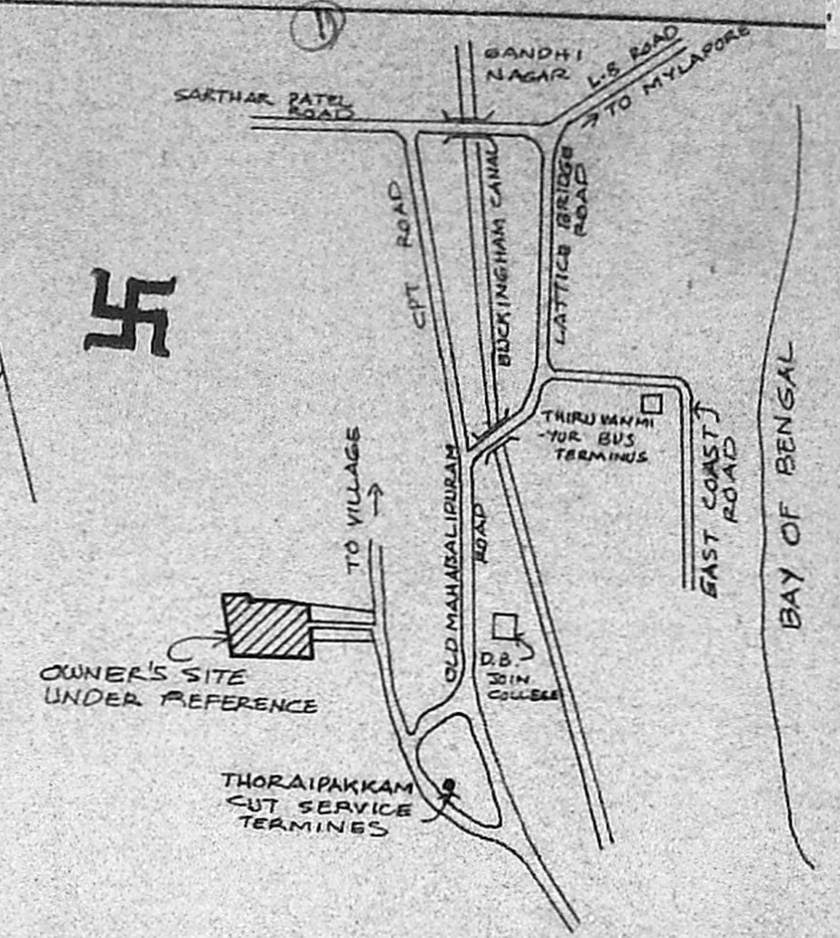 11
GANDHI
NAGAR
L.B ROAD
→ TO MYLAPORE
SARTHAR PATEL
ROAD
CPT ROAD
BUCKINGHAM CANAL
LATTICE BRIDGE
ROAD
THIRUVANMI
-YUR BUS
TERMINUS
EAST COAST
ROAD
BAY OF BENGAL
TO VILLAGE →
OLD MAHABALIPURAM
ROAD
OWNER'S SITE
UNDER REFERENCE
D.B.
JOIN
COLLEGE
THORAIPAKKAM
CUT SERVICE
TERMINES